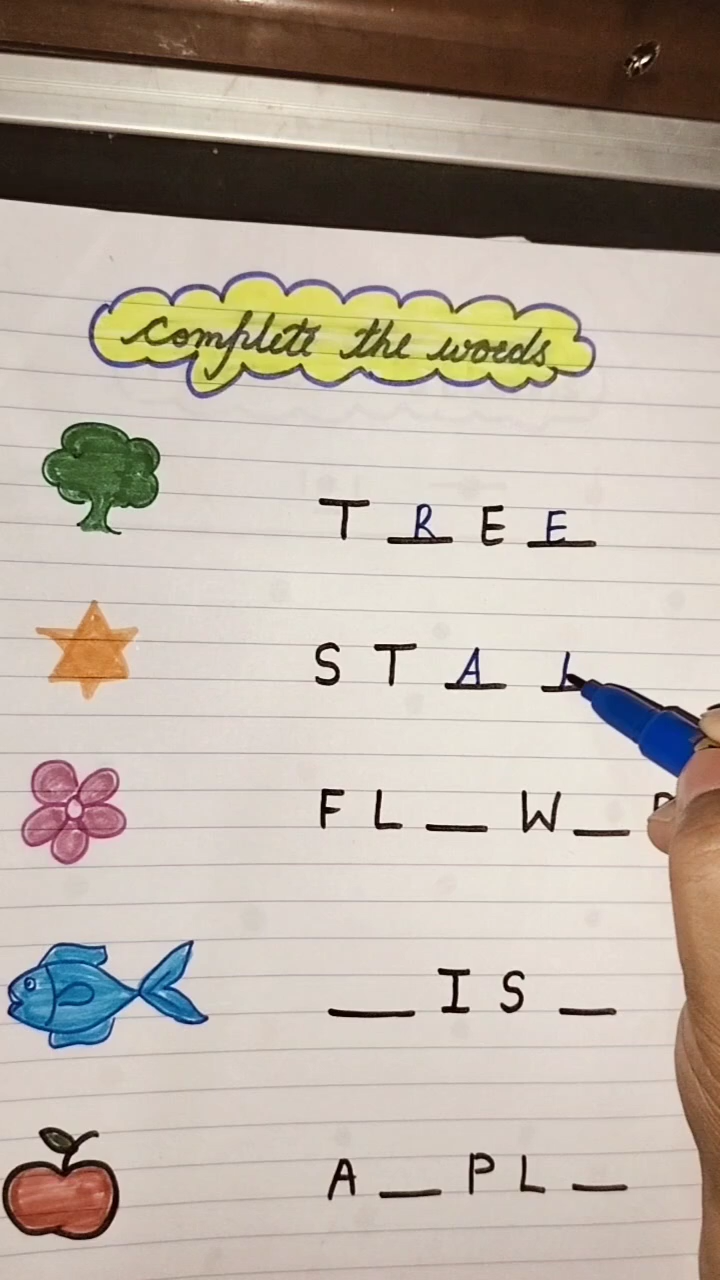 complete the words
T R E E
S T A
F L _ W _
_ I S _
A _ P L _